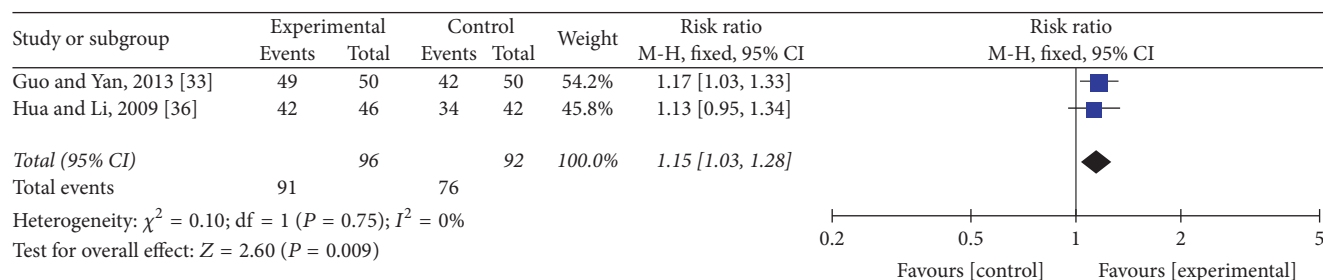 Study or subgroup Experimental Control Weight Risk ratio Risk ratio
Events Total Events Total M-H, fixed, 95% CI M-H, fixed, 95% CI
Guo and Yan, 2013 [33] 49 50 42 50 54.2% 1.17 [1.03, 1.33]
Hua and Li, 2009 [36] 42 46 34 42 45.8% 1.13 [0.95, 1.34]
Total (95% CI) 96 92 100.0% 1.15 [1.03, 1.28]
Total events 91 76
Heterogeneity: χ² = 0.10; df = 1 (P = 0.75); I² = 0%
Test for overall effect: Z = 2.60 (P = 0.009)
0.2 0.5 1 2 5
Favours [control] Favours [experimental]